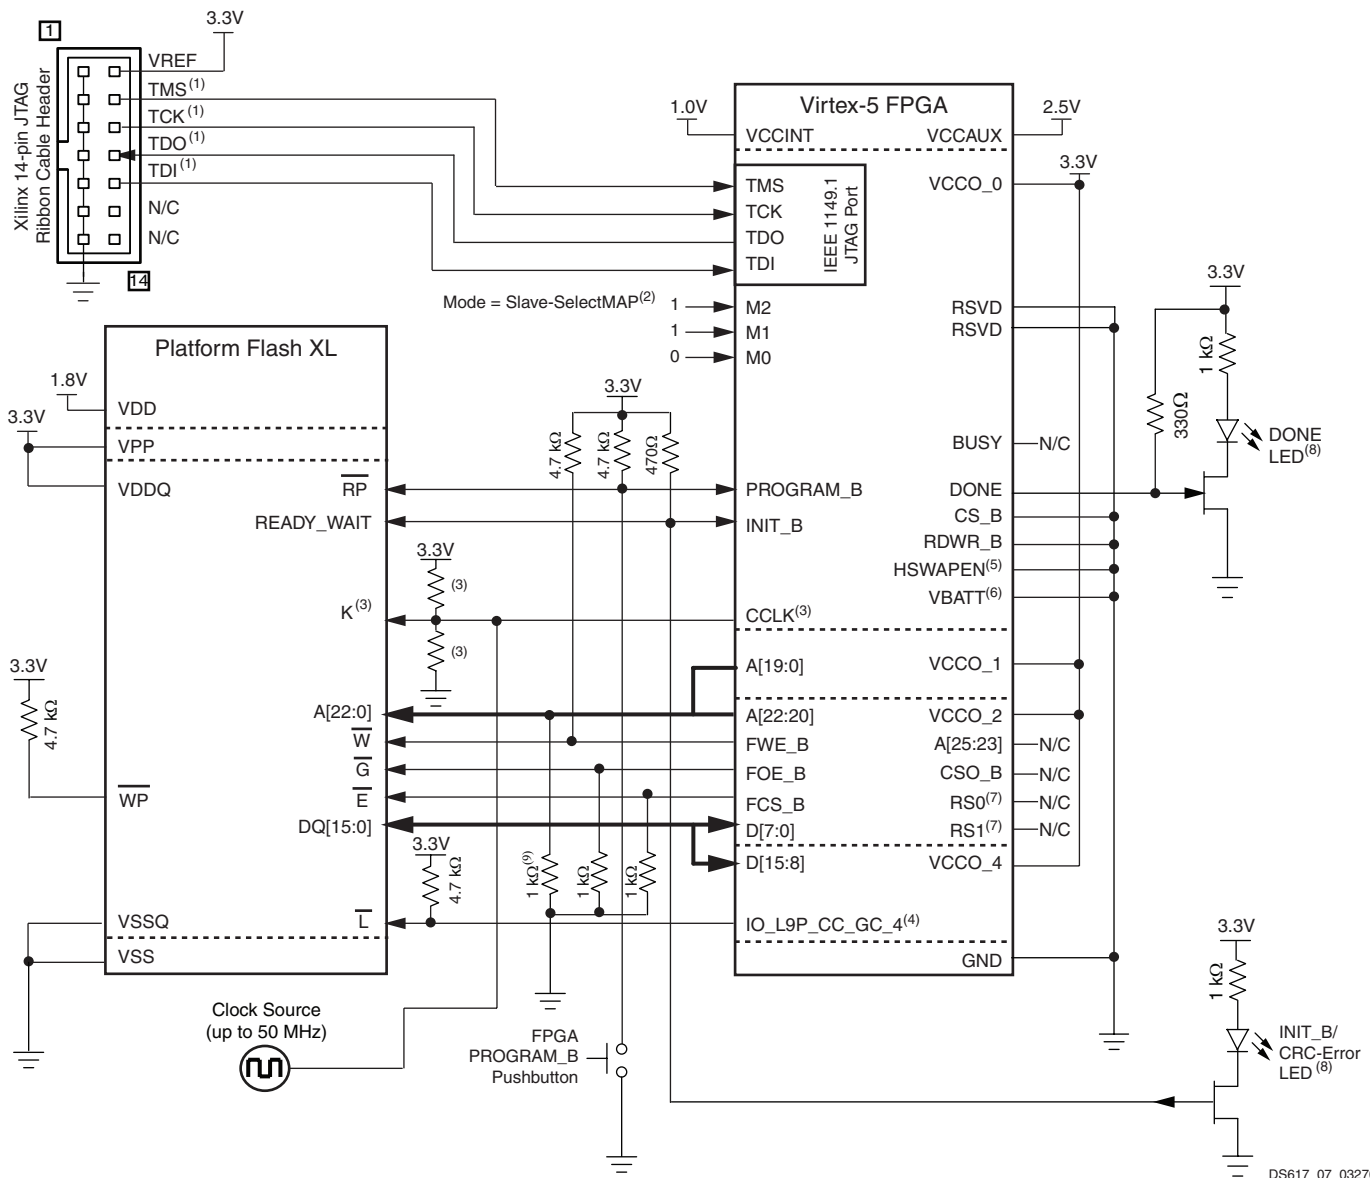 3.3V
1
VREF
TMS(1)
TCK(1)
TDO(1)
TDI(1)
N/C
N/C
Xilinx 14-pin JTAG
Ribbon Cable Header
14
Virtex-5 FPGA
1.0V
VCCINT
VCCAUX
2.5V
3.3V
VCCO_0
TMS
TCK
TDO
TDI
IEEE 1149.1
JTAG Port
Mode = Slave-SelectMAP(2)
1
M2
1
M1
0
M0
RSVD
RSVD
3.3V
1 kΩ
330Ω
DONE
LED(8)
BUSY
N/C
DONE
CS_B
RDWR_B
HSWAPEN(5)
VBATT(6)
Platform Flash XL
1.8V
VDD
3.3V
VPP
VDDQ
RP
READY_WAIT
3.3V
4.7 kΩ
4.7 kΩ
470Ω
PROGRAM_B
INIT_B
3.3V
(3)
K(3)
(3)
CCLK(3)
3.3V
4.7 kΩ
WP
A[22:0]
W
G
E
DQ[15:0]
A[19:0]
A[22:20]
FWE_B
FOE_B
FCS_B
D[7:0]
D[15:8]
VCCO_1
VCCO_2
A[25:23]
N/C
CSO_B
N/C
RS0(7)
N/C
RS1(7)
N/C
VCCO_4
3.3V
4.7 kΩ
1 kΩ(9)
1 kΩ
1 kΩ
VSSQ
L
IO_L9P_CC_GC_4(4)
VSS
GND
Clock Source
(up to 50 MHz)
FPGA
PROGRAM_B
Pushbutton
3.3V
1 kΩ
INIT_B/
CRC-Error
LED(8)